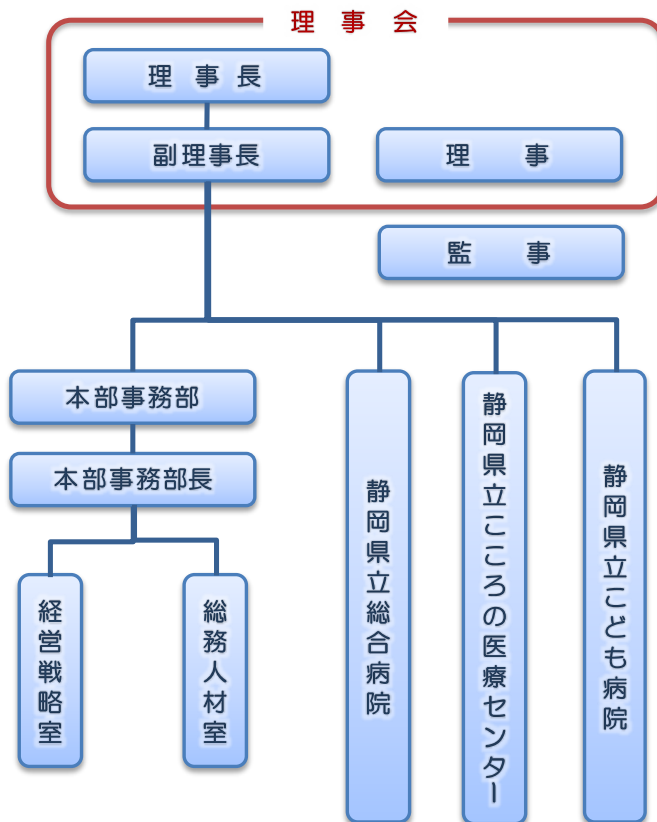 理事会
理事長
副理事長
理事
監事
本部事務部
本部事務部長
経営戦略室
総務人材室
静岡県立総合病院
静岡県立こころの医療センター
静岡県立こども病院